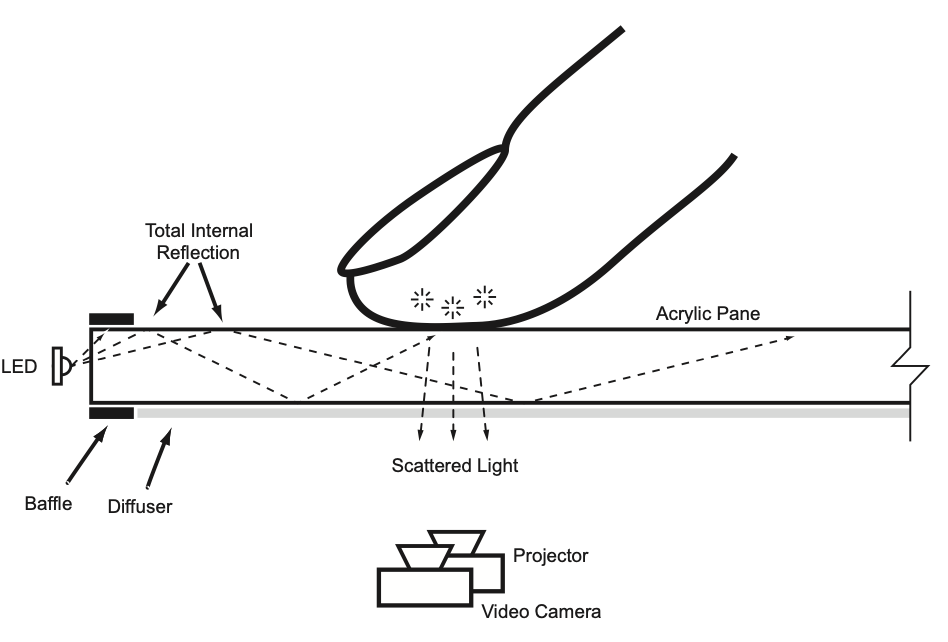 Total Internal
Reflection
Acrylic Pane
LED
Scattered Light
Baffle
Diffuser
Projector
Video Camera